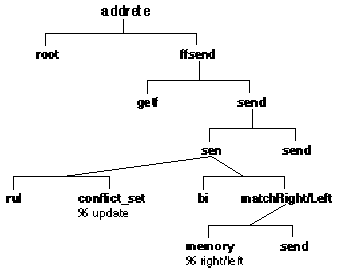 addrete
root ffsend
getf send
sen send
rul conflict_set bi matchRight/Left
% update
memory send
% right/left